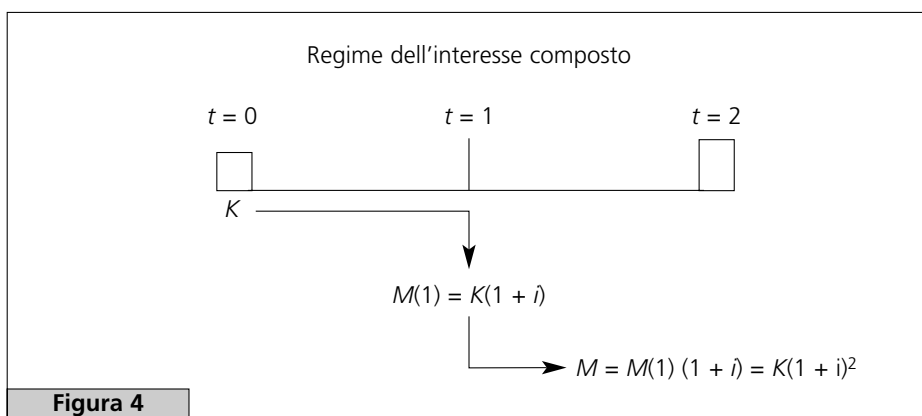 Regime dell’interesse composto
t = 0 t = 1 t = 2
K
M(1) = K(1 + i)
M = M(1) (1 + i) = K(1 + i)²
Figura 4